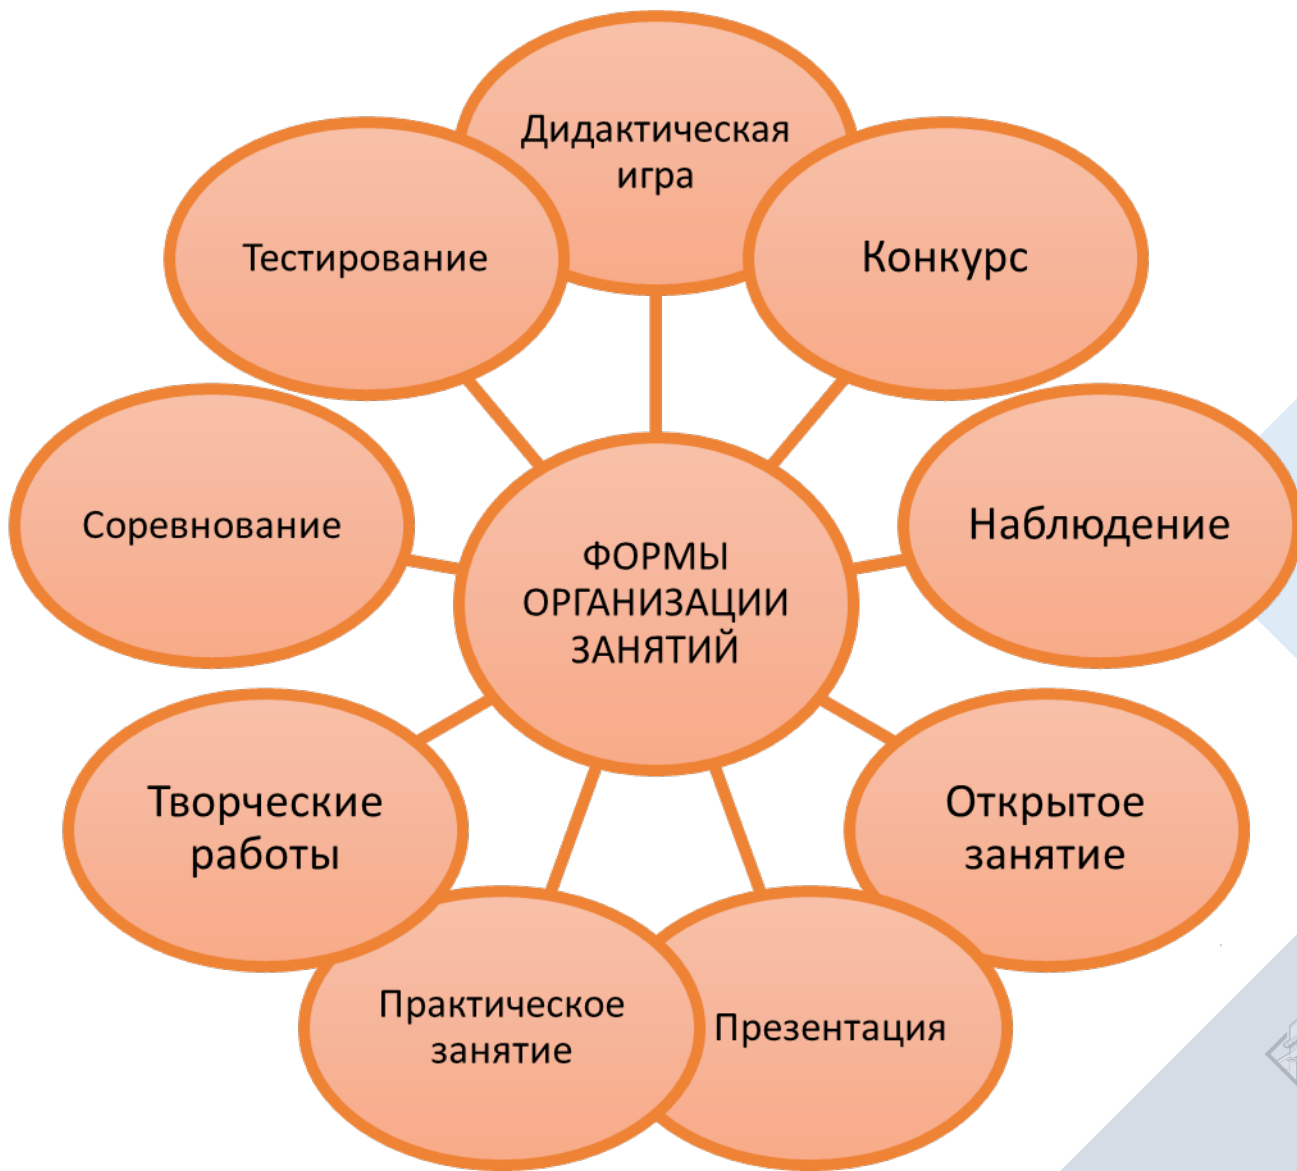 Дидактическая
игра
Конкурс
Наблюдение
Открытое
занятие
Презентация
Практическое
занятие
Творческие
работы
Соревнование
Тестирование
ФОРМЫ
ОРГАНИЗАЦИИ
ЗАНЯТИЙ